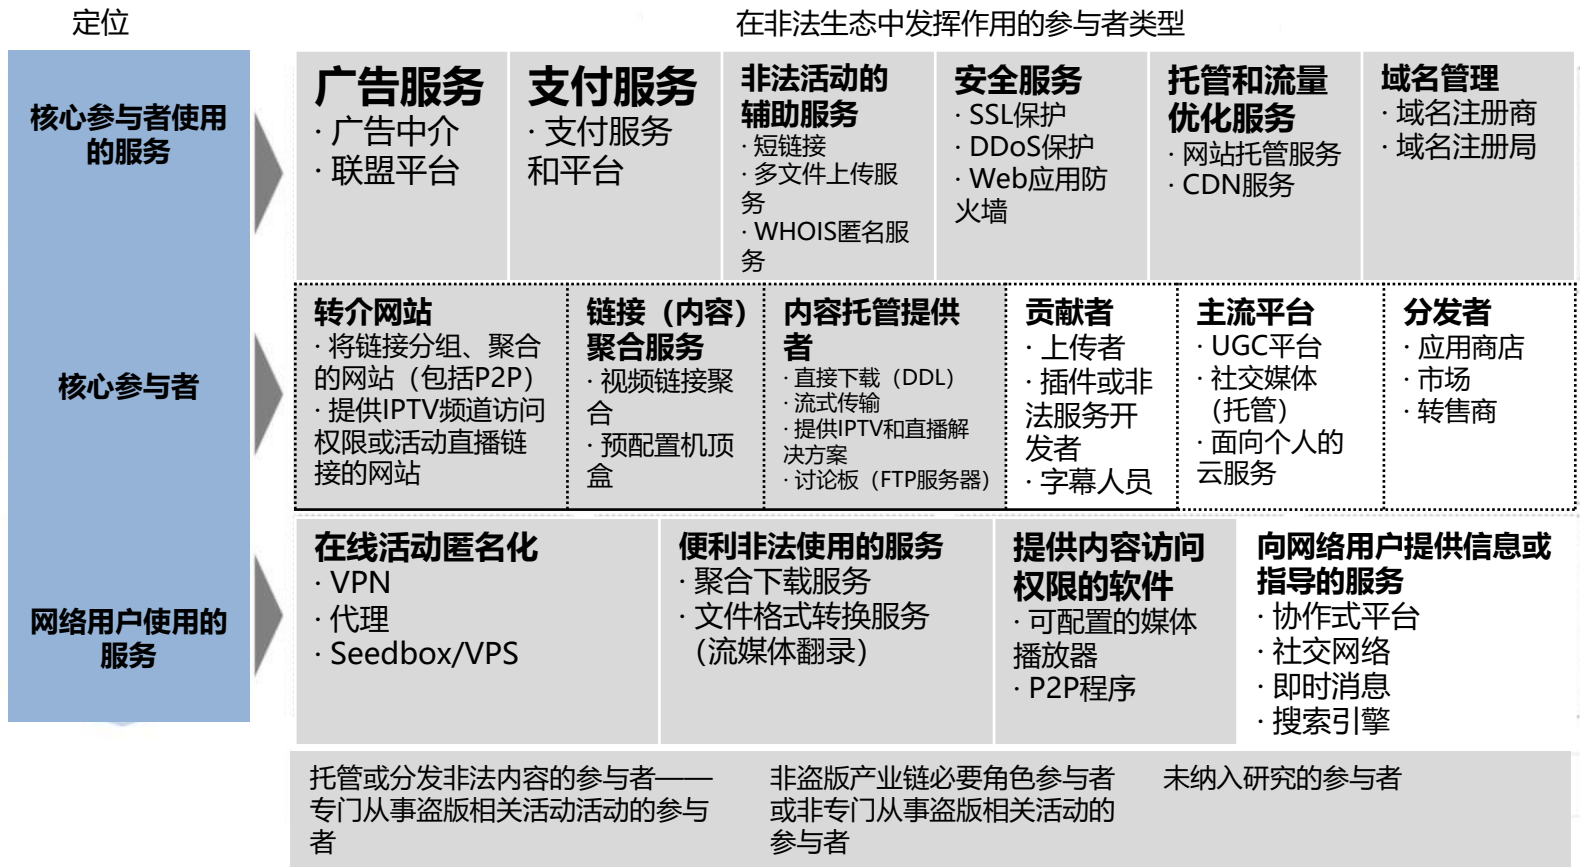 定位
在非法生态中发挥作用的参与者类型
核心参与者使用
的服务
广告服务
· 广告中介
· 联盟平台
支付服务
· 支付服务
和平台
非法活动的
辅助服务
· 短链接
· 多文件上传服
务
· WHOIS匿名服
务
安全服务
· SSL保护
· DDoS保护
· Web应用防
火墙
托管和流量
优化服务
· 网站托管服务
· CDN服务
域名管理
· 域名注册商
· 域名注册局
核心参与者
转介网站
· 将链接分组、聚合
的网站（包括P2P）
· 提供IPTV频道访问
权限或活动直播链
接的网站
链接（内容）
聚合服务
· 视频链接聚
合
· 预配置机顶
盒
内容托管提供
者
· 直接下载（DDL）
· 流式传输
· 提供IPTV和直播解
决方案
· 讨论板（FTP服务器）
贡献者
· 上传者
· 插件或非
法服务开
发者
· 字幕人员
主流平台
· UGC平台
· 社交媒体
（托管）
· 面向个人的
云服务
分发者
· 应用商店
· 市场
· 转售商
网络用户使用的
服务
在线活动匿名化
· VPN
· 代理
· Seedbox/VPS
便利非法使用的服务
· 聚合下载服务
· 文件格式转换服务
（流媒体翻录）
提供内容访问
权限的软件
· 可配置的媒体
播放器
· P2P程序
向网络用户提供信息或
指导的服务
· 协作式平台
· 社交网络
· 即时消息
· 搜索引擎
托管或分发非法内容的参与者——
专门从事盗版相关活动活动的参与
者
非盗版产业链必要角色参与者
或非专门从事盗版相关活动的
参与者
未纳入研究的参与者